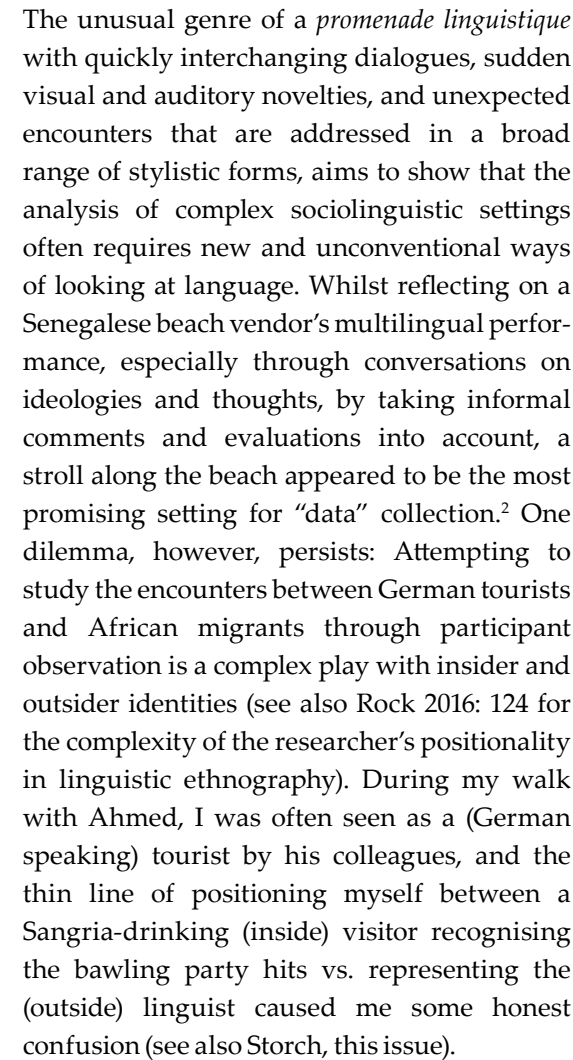 The unusual genre of a promenade linguistique
with quickly interchanging dialogues, sudden
visual and auditory novelties, and unexpected
encounters that are addressed in a broad
range of stylistic forms, aims to show that the
analysis of complex sociolinguistic settings
often requires new and unconventional ways
of looking at language. Whilst reflecting on a
Senegalese beach vendor’s multilingual perfor-
mance, especially through conversations on
ideologies and thoughts, by taking informal
comments and evaluations into account, a
stroll along the beach appeared to be the most
promising setting for “data” collection.² One
dilemma, however, persists: Attempting to
study the encounters between German tourists
and African migrants through participant
observation is a complex play with insider and
outsider identities (see also Rock 2016: 124 for
the complexity of the researcher’s positionality
in linguistic ethnography). During my walk
with Ahmed, I was often seen as a (German
speaking) tourist by his colleagues, and the
thin line of positioning myself between a
Sangria-drinking (inside) visitor recognising
the bawling party hits vs. representing the
(outside) linguist caused me some honest
confusion (see also Storch, this issue).